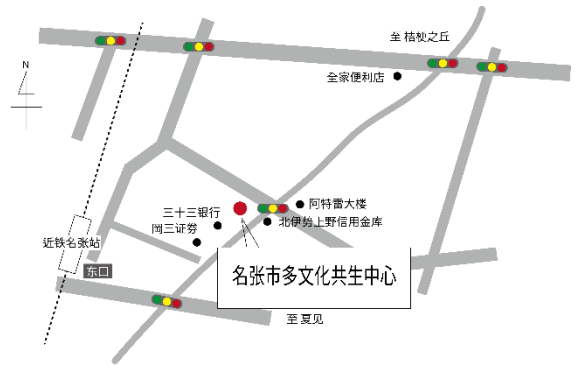 至 桔梗之丘
全家便利店
N
阿特雷大楼
三十三银行
北伊势上野信用金库
冈三证券
近铁名张站
东口
名张市多文化共生中心
至 夏见